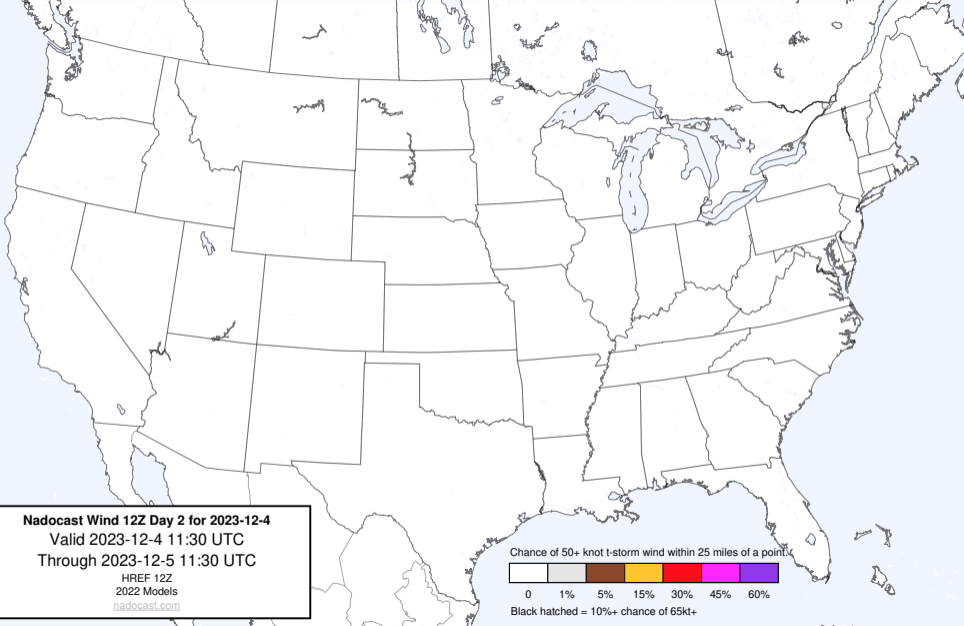 Nadocast Wind 12Z Day 2 for 2023-12-4
Valid 2023-12-4 11:30 UTC
Through 2023-12-5 11:30 UTC
HREF 12Z
2022 Models
nadocast.com
Chance of 50+ knot t-storm wind within 25 miles of a point.
0 1% 5% 15% 30% 45% 60%
Black hatched = 10%+ chance of 65kt+